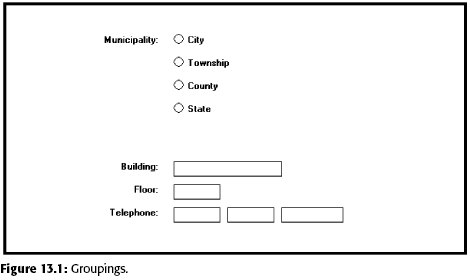 Municipality: City
Township
County
State
Building:
Floor:
Telephone:
Figure 13.1: Groupings.